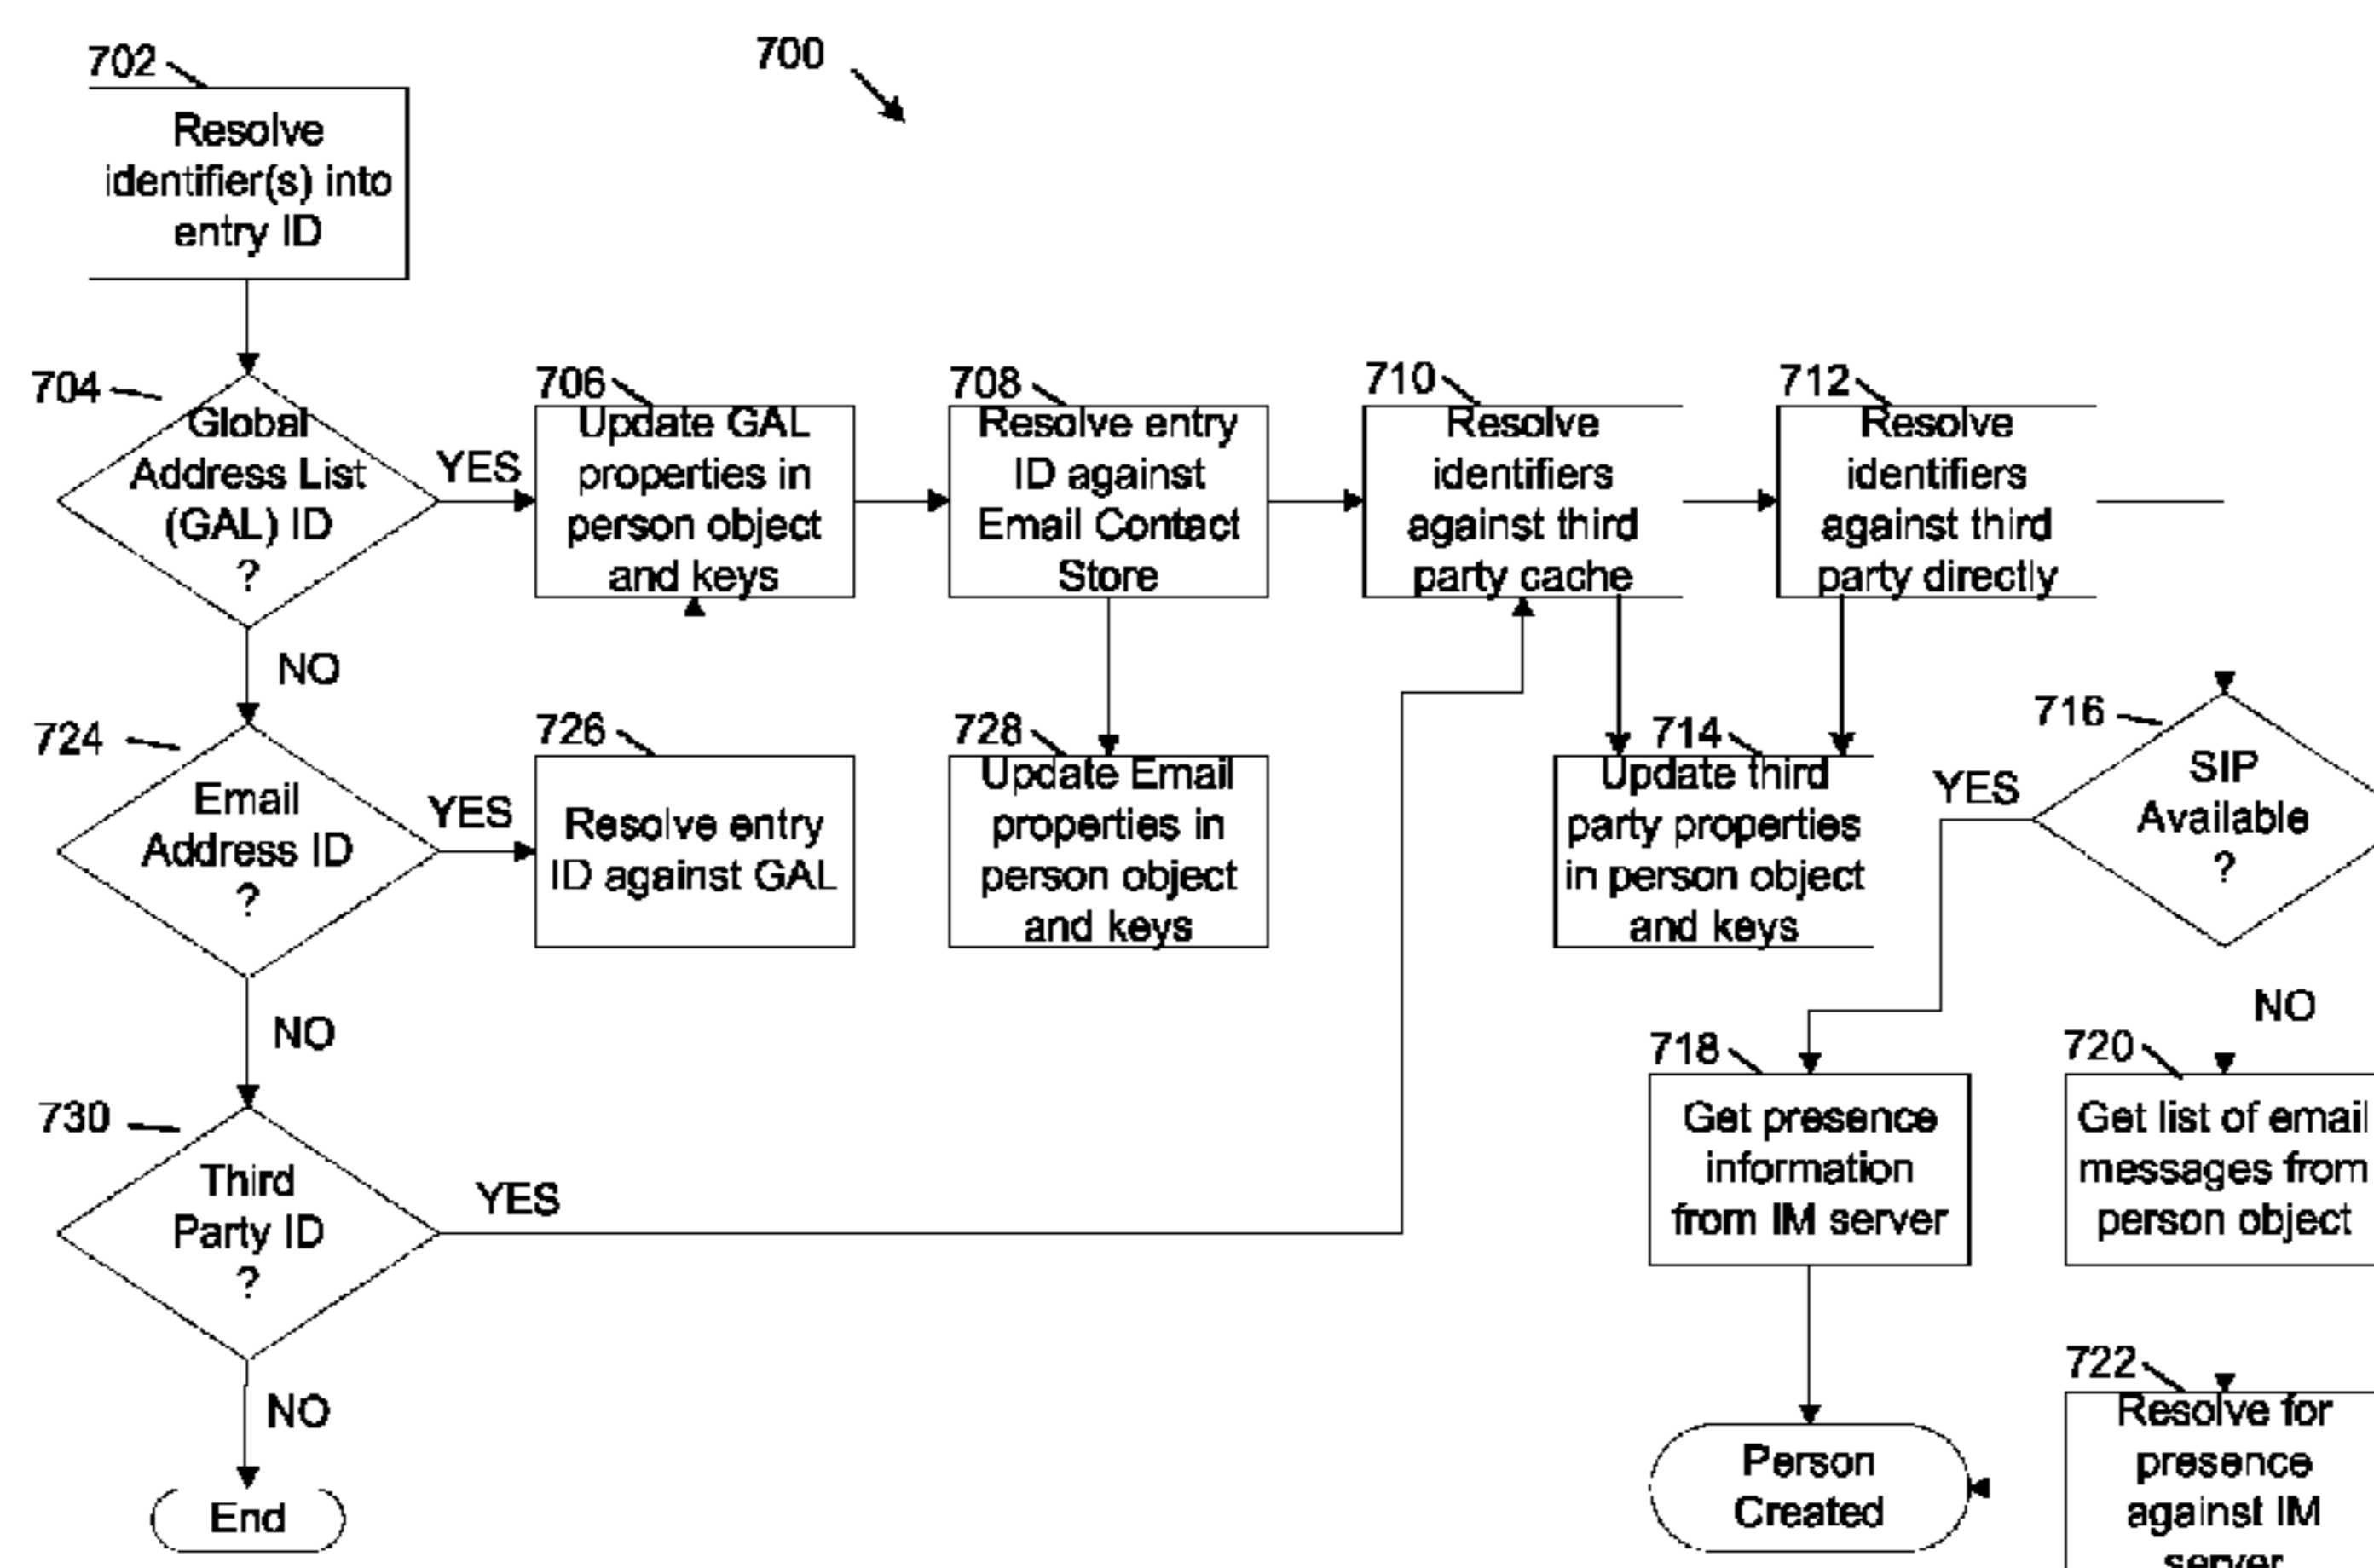 700
702
Resolve
identifier(s) into
entry ID
704
Global
Address List
(GAL) ID
?
YES
706
Update GAL
properties in
person object
and keys
708
Resolve entry
ID against
Email Contact
Store
710
Resolve
identifiers
against third
party cache
712
Resolve
identifiers
against third
party directly
NO
724
Email
Address ID
?
YES
726
Resolve entry
ID against GAL
728
Update Email
properties in
person object
and keys
714
Update third
party properties
in person object
and keys
716
SIP
Available
?
YES
NO
NO
730
Third
Party ID
?
YES
718
Get presence
information
from IM server
720
Get list of email
messages from
person object
NO
End
Person
Created
722
Resolve for
presence
against IM
server